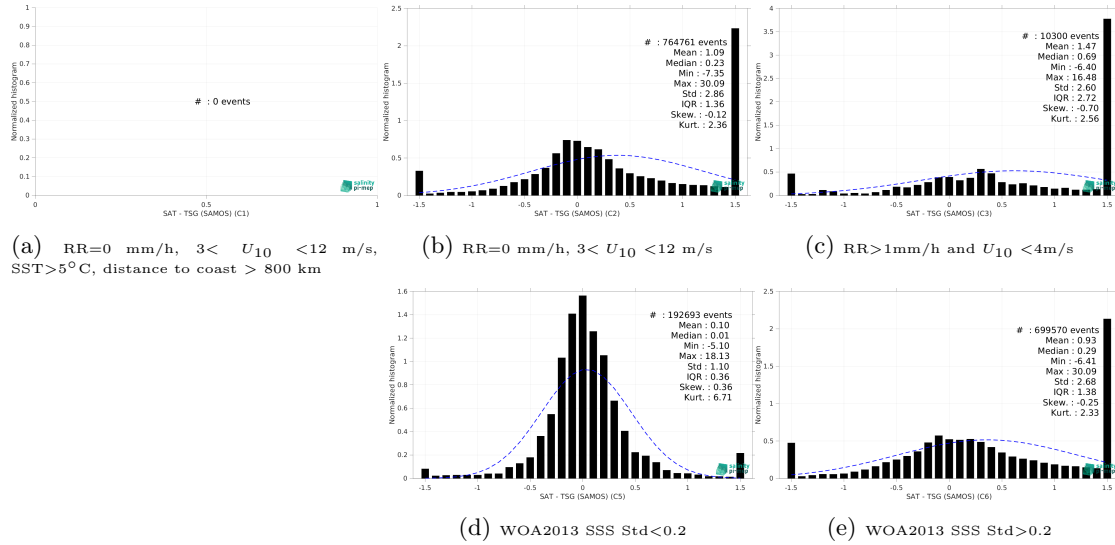 1
0.9
0.8
0.7
0.6
0.5
0.4
0.3
0.2
0.1
0
Normalized histogram
# : 0 events
salinity
pi-mep
0 0.5 1
SAT - TSG (SAMOS) (C1)
(a) RR=0 mm/h, 3< U10 <12 m/s,
SST>5°C, distance to coast > 800 km
2.5
2
1.5
1
0.5
0
Normalized histogram
# : 764761 events
Mean : 1.09
Median : 0.23
Min : -7.35
Max : 30.09
Std : 2.86
IQR : 1.36
Skew. : -0.12
Kurt. : 2.36
salinity
pi-mep
-1.5 -1 -0.5 0 0.5 1 1.5
SAT - TSG (SAMOS) (C2)
(b) RR=0 mm/h, 3< U10 <12 m/s
4
3.5
3
2.5
2
1.5
1
0.5
0
Normalized histogram
# : 10300 events
Mean : 1.47
Median : 0.69
Min : -6.40
Max : 16.48
Std : 2.60
IQR : 2.72
Skew. : -0.70
Kurt. : 2.56
salinity
pi-mep
-1.5 -1 -0.5 0 0.5 1 1.5
SAT - TSG (SAMOS) (C3)
(c) RR>1mm/h and U10 <4m/s
1.6
1.4
1.2
1
0.8
0.6
0.4
0.2
0
Normalized histogram
# : 192693 events
Mean : 0.10
Median : 0.01
Min : -5.10
Max : 18.13
Std : 1.10
IQR : 0.36
Skew. : 0.36
Kurt. : 6.71
salinity
pi-mep
-1.5 -1 -0.5 0 0.5 1 1.5
SAT - TSG (SAMOS) (C5)
(d) WOA2013 SSS Std<0.2
2.5
2
1.5
1
0.5
0
Normalized histogram
# : 699570 events
Mean : 0.93
Median : 0.29
Min : -6.41
Max : 30.09
Std : 2.68
IQR : 1.38
Skew. : -0.25
Kurt. : 2.33
salinity
pi-mep
-1.5 -1 -0.5 0 0.5 1 1.5
SAT - TSG (SAMOS) (C6)
(e) WOA2013 SSS Std>0.2